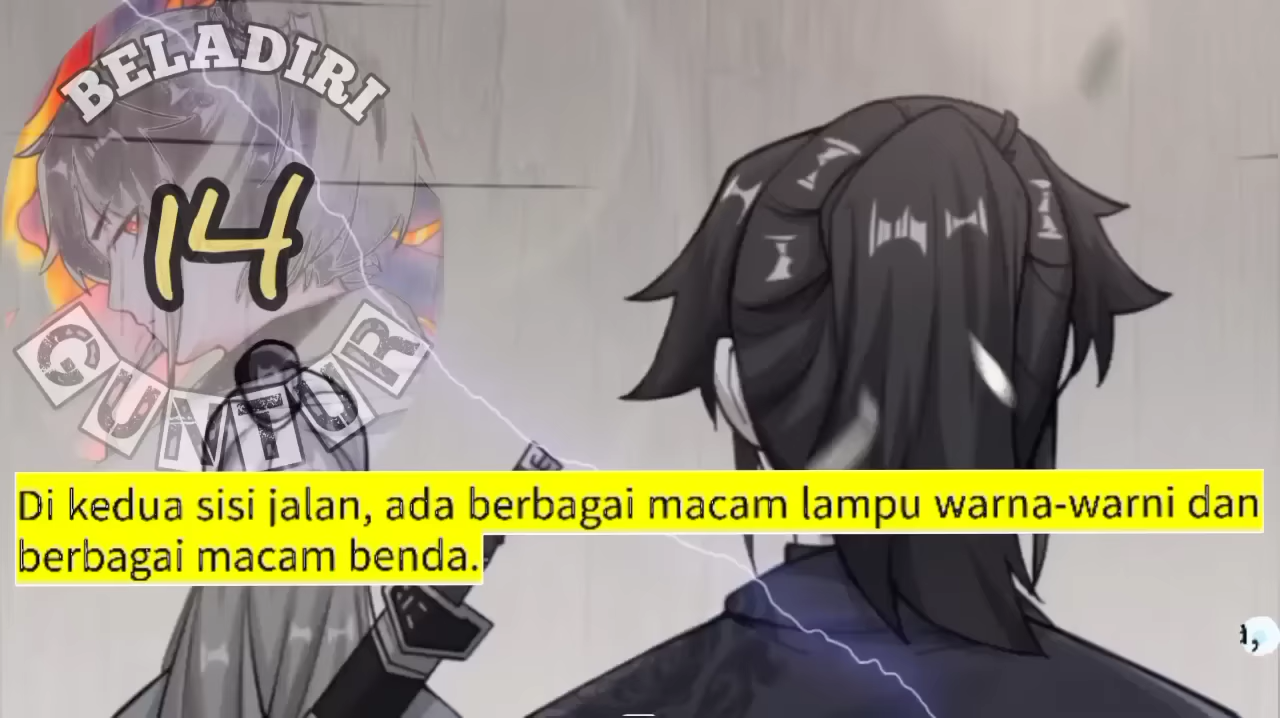 BELADIRI
14
GUNTUR
Di kedua sisi jalan, ada berbagai macam lampu warna-warni dan
berbagai macam benda.